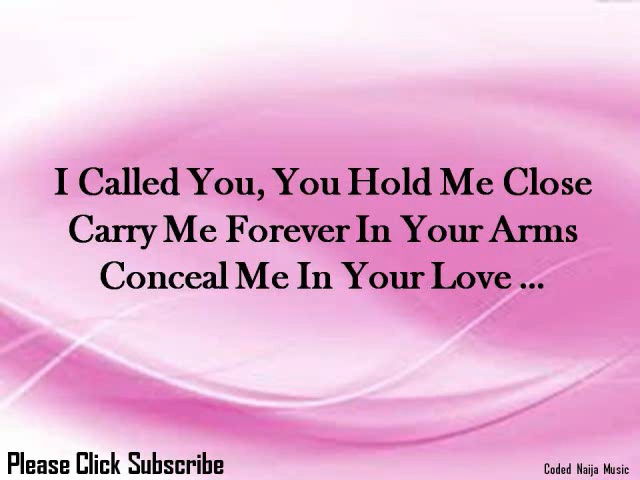 I Called You, You Hold Me Close
Carry Me Forever In Your Arms
Conceal Me In Your Love ...
Please Click Subscribe
Coded Naija Music